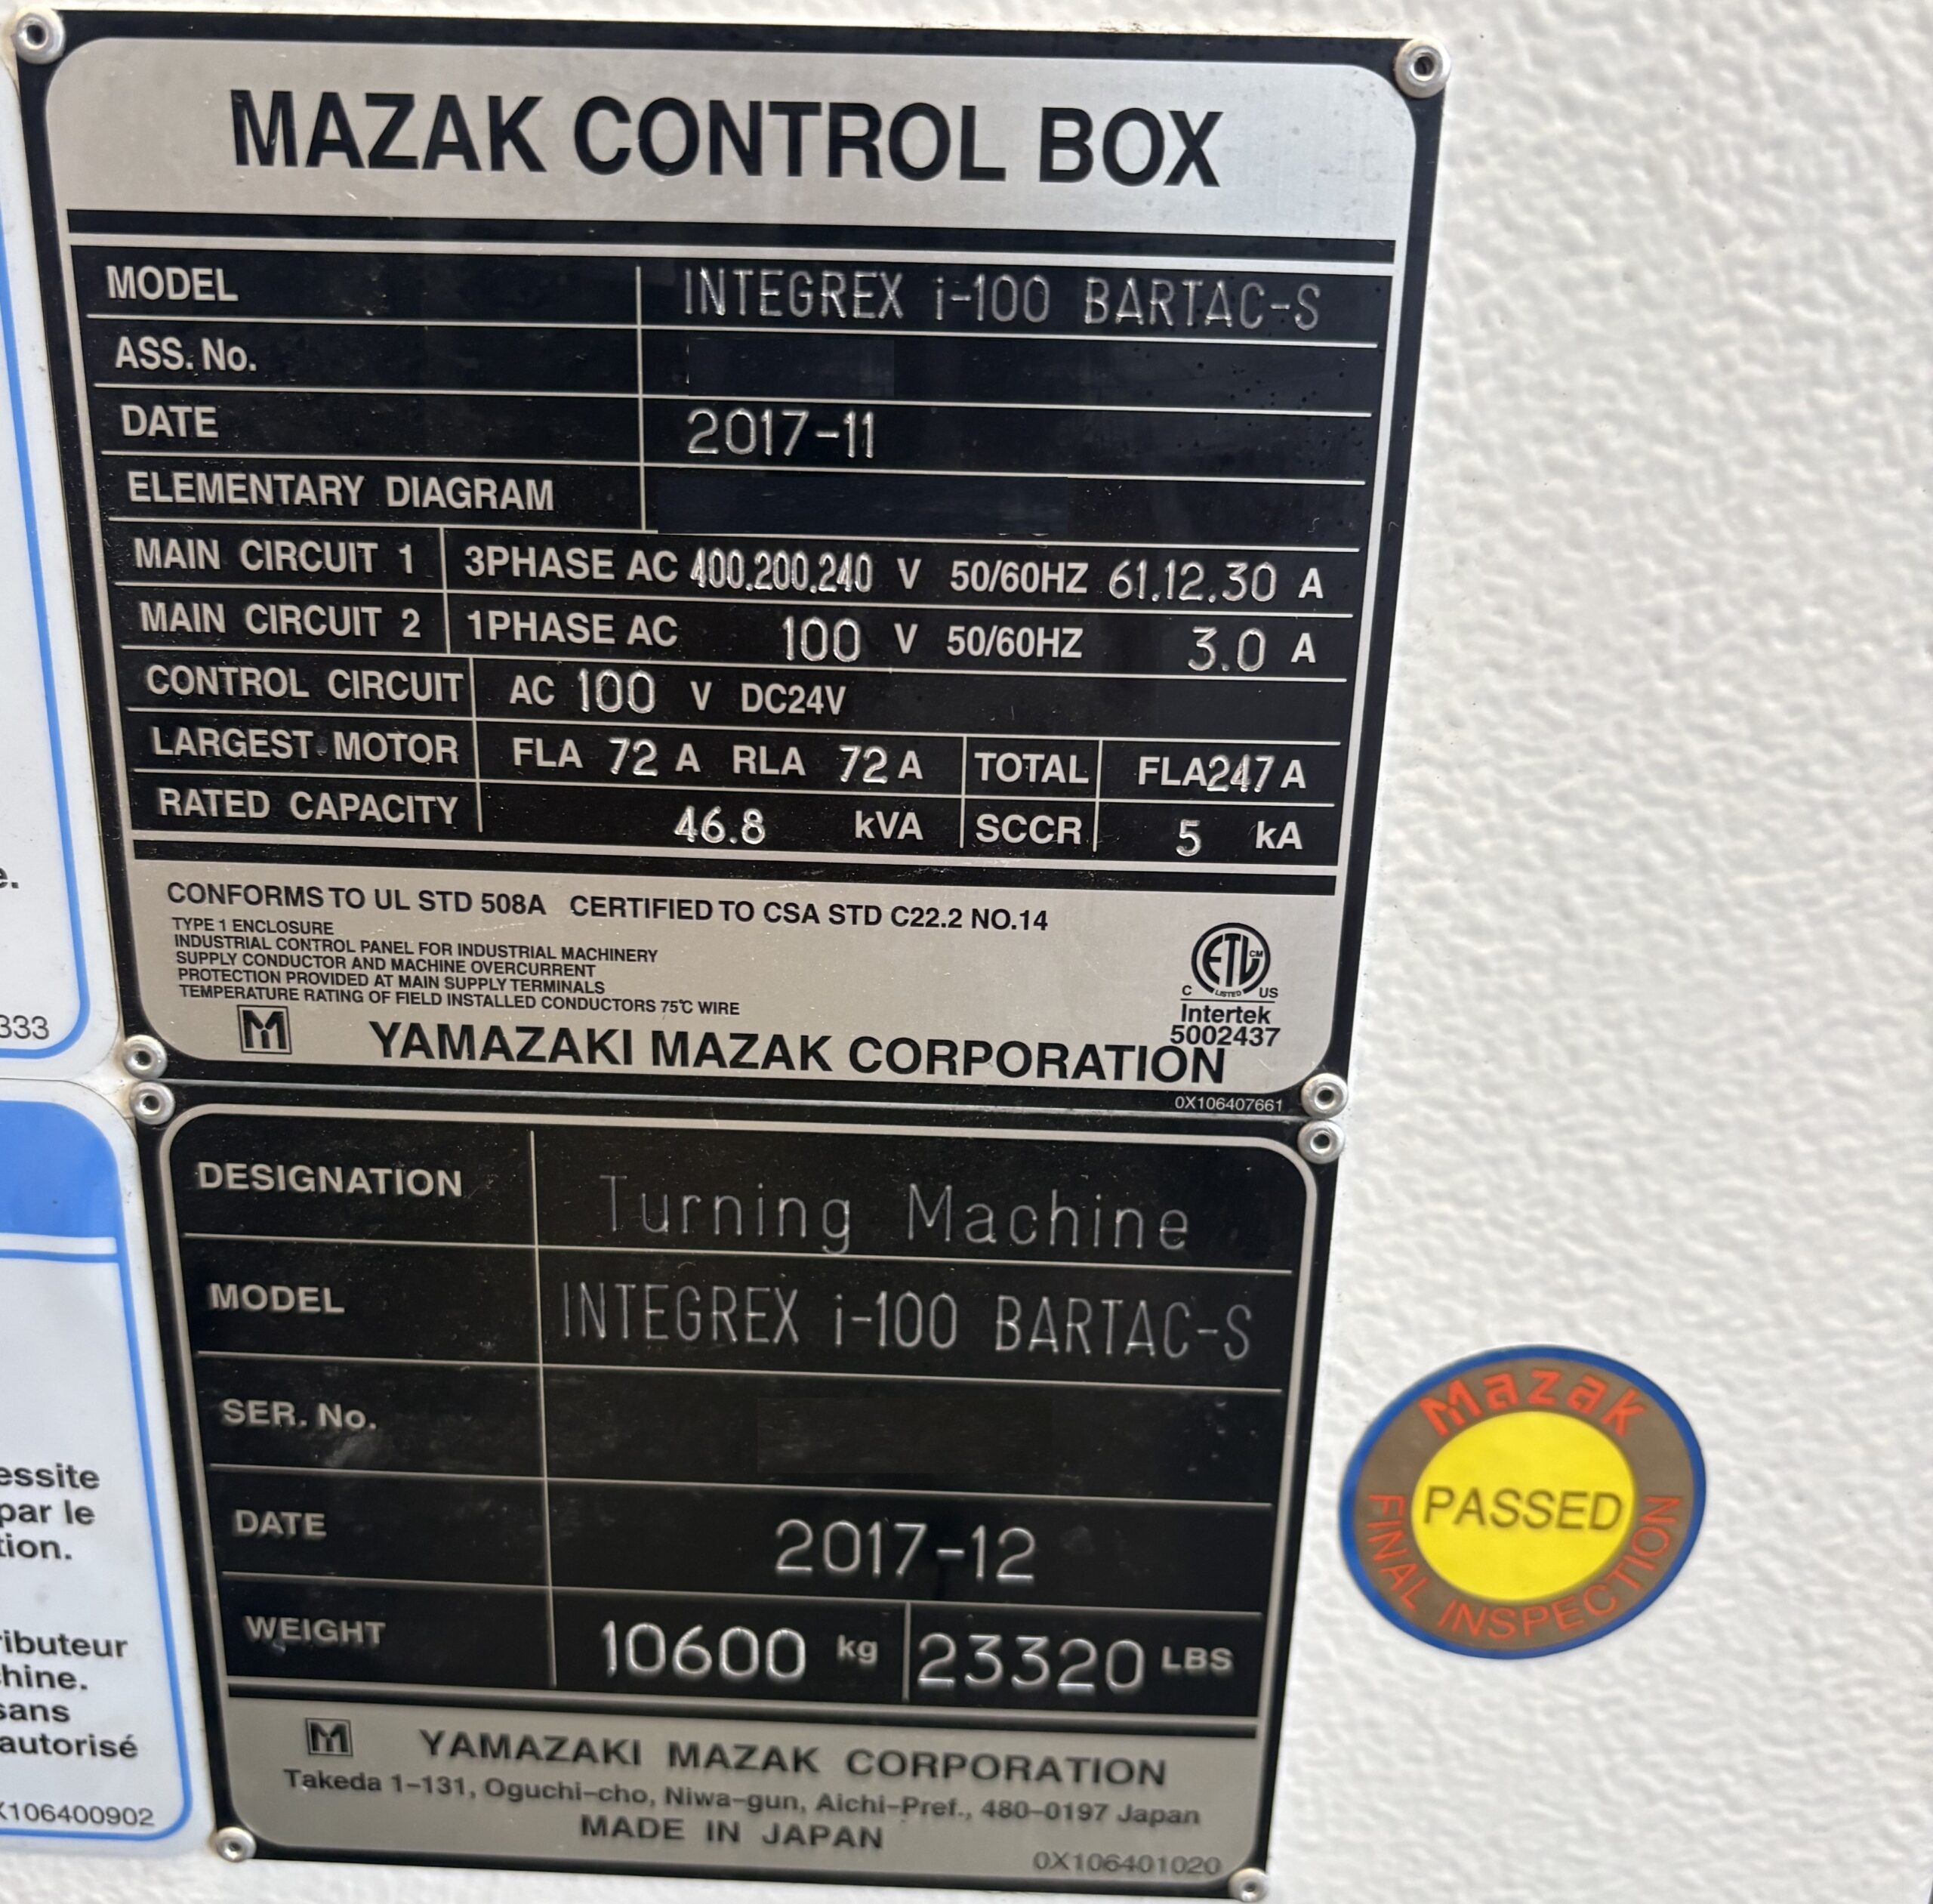 MAZAK CONTROL BOX
MODEL INTEGREX i-100 BARTAC-S
ASS. No.
DATE 2017-11
ELEMENTARY DIAGRAM
MAIN CIRCUIT 1 3PHASE AC 400.200.240 V 50/60HZ 61.12.30 A
MAIN CIRCUIT 2 1PHASE AC 100 V 50/60HZ 3.0 A
CONTROL CIRCUIT AC 100 V DC24V
LARGEST MOTOR FLA 72 A RLA 72 A TOTAL FLA 247 A
RATED CAPACITY 46.8 kVA SCCR 5 kA
CONFORMS TO UL STD 508A CERTIFIED TO CSA STD C22.2 NO.14
TYPE 1 ENCLOSURE
INDUSTRIAL CONTROL PANEL FOR INDUSTRIAL MACHINERY
SUPPLY CONDUCTOR AND MACHINE OVERCURRENT
PROTECTION PROVIDED AT MAIN SUPPLY TERMINALS
TEMPERATURE RATING OF FIELD INSTALLED CONDUCTORS 75℃ WIRE
ETL CM
C LISTED US
Intertek
5002437
M YAMAZAKI MAZAK CORPORATION
0X106407661
DESIGNATION Turning Machine
MODEL INTEGREX i-100 BARTAC-S
SER. No.
DATE 2017-12
WEIGHT 10600 kg 23320 LBS
M YAMAZAKI MAZAK CORPORATION
Takeda 1-131, Oguchi-cho, Niwa-gun, Aichi-Pref., 480-0197 Japan
MADE IN JAPAN
0X106401020
Mazak
PASSED
FINAL INSPECTION
e.
333
essite
par le
tion.
ributeur
hine.
sans
autorisé
X106400902